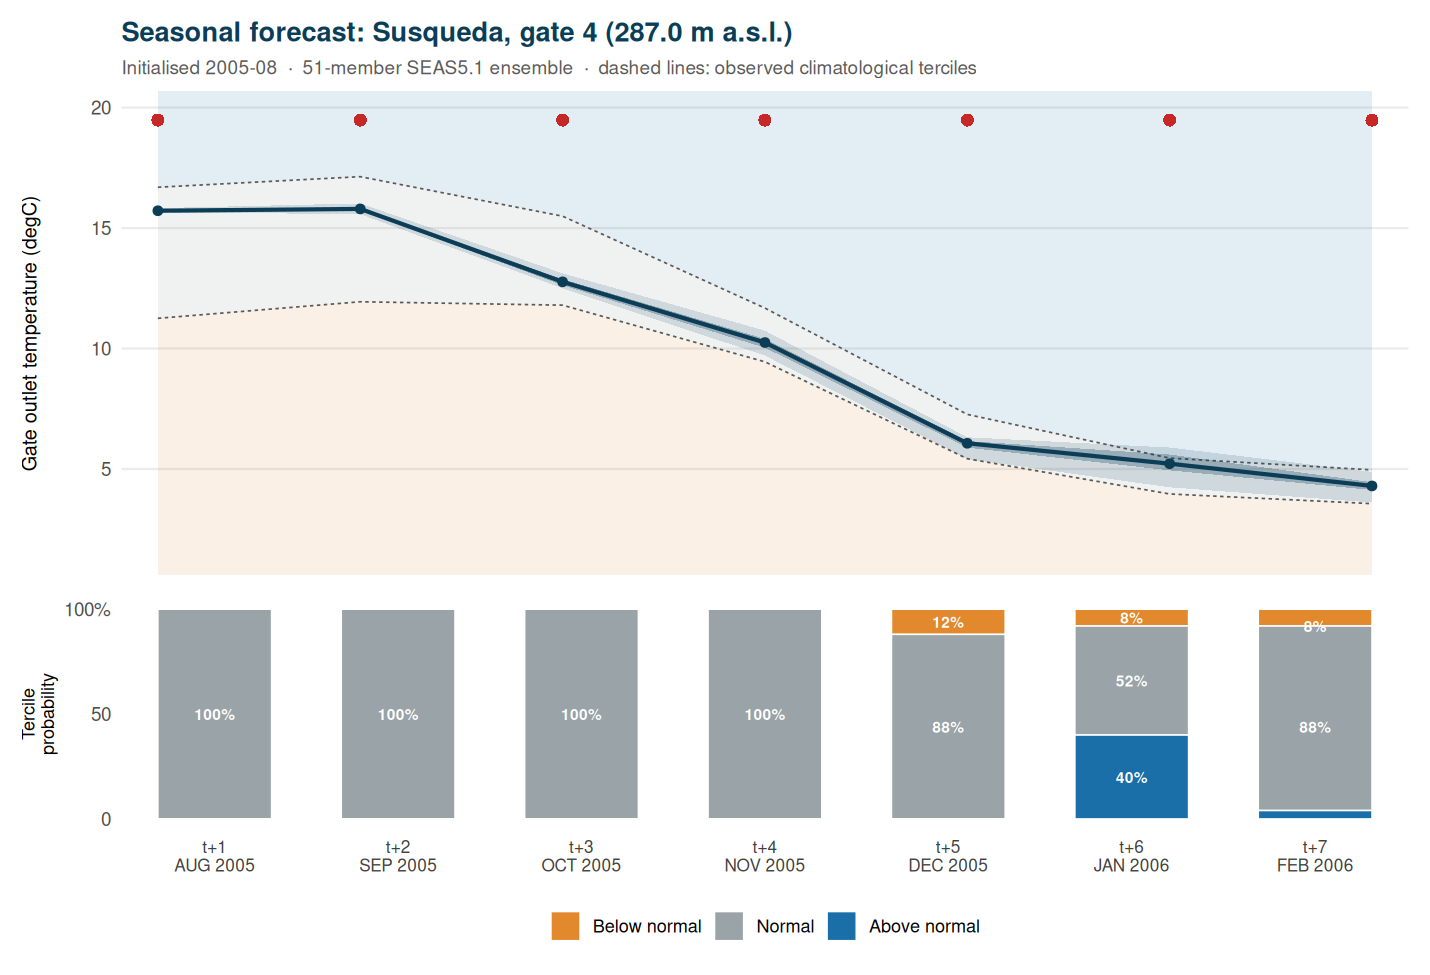 Seasonal forecast: Susqueda, gate 4 (287.0 m a.s.l.)
Initialised 2005-08 · 51-member SEAS5.1 ensemble · dashed lines: observed climatological terciles
Gate outlet temperature (degC)
20
15
10
5
Tercile
probability
100%
50
0
100%
100%
100%
100%
12%
88%
8%
52%
40%
8%
88%
t+1
AUG 2005
t+2
SEP 2005
t+3
OCT 2005
t+4
NOV 2005
t+5
DEC 2005
t+6
JAN 2006
t+7
FEB 2006
Below normal
Normal
Above normal